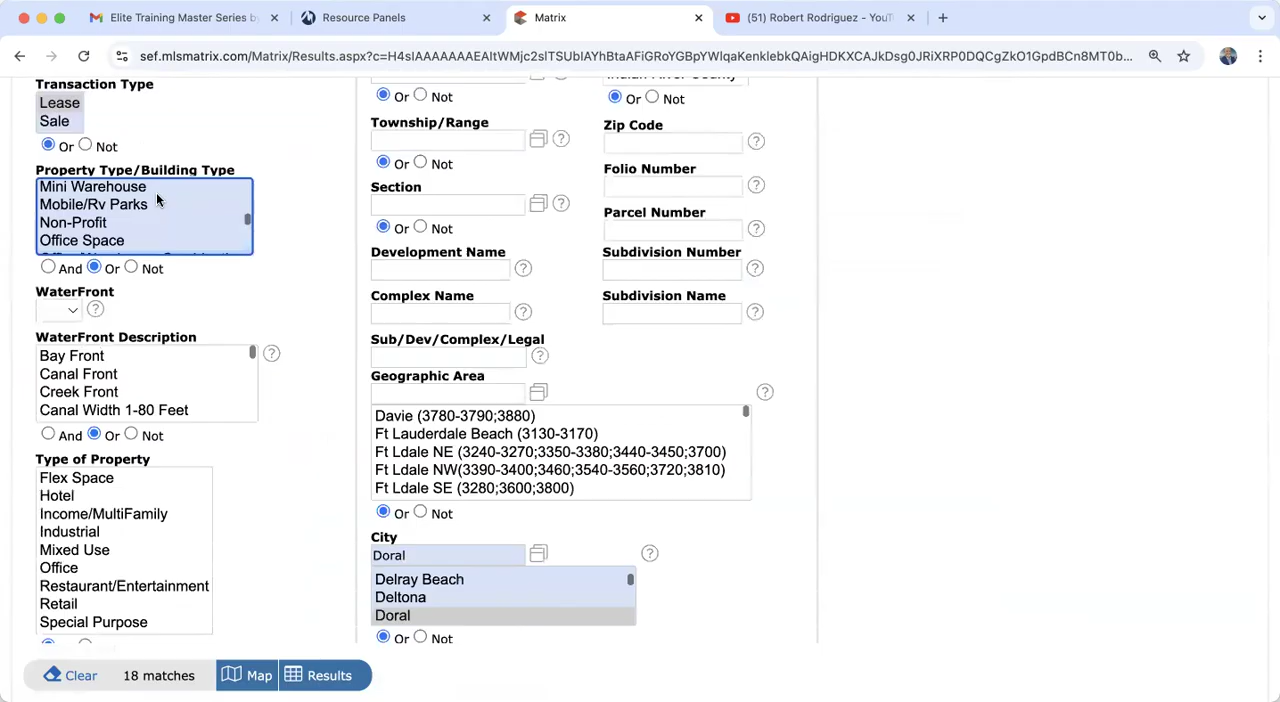 Elite Training Master Series by
Resource Panels
Matrix
(51) Robert Rodriguez - YouT
sef.mlsmatrix.com/Matrix/Results.aspx?c=
Transaction Type
Lease
Sale
Or Not
Property Type/Building Type
Mini Warehouse
Mobile/Rv Parks
Non-Profit
Office Space
And Or Not
WaterFront
WaterFront Description
Bay Front
Canal Front
Creek Front
Canal Width 1-80 Feet
And Or Not
Type of Property
Flex Space
Hotel
Income/MultiFamily
Industrial
Mixed Use
Office
Restaurant/Entertainment
Retail
Special Purpose
Or Not
Township/Range
Or Not
Section
Or Not
Development Name
Complex Name
Sub/Dev/Complex/Legal
Geographic Area
Davie (3780-3790;3880)
Ft Lauderdale Beach (3130-3170)
Ft Ldale NE (3240-3270;3350-3380;3440-3450;3700)
Ft Ldale NW(3390-3400;3460;3540-3560;3720;3810)
Ft Ldale SE (3280;3600;3800)
Or Not
City
Doral
Delray Beach
Deltona
Doral
Or Not
Indian River County
Or Not
Zip Code
Folio Number
Parcel Number
Subdivision Number
Subdivision Name
Clear 18 matches Map Results